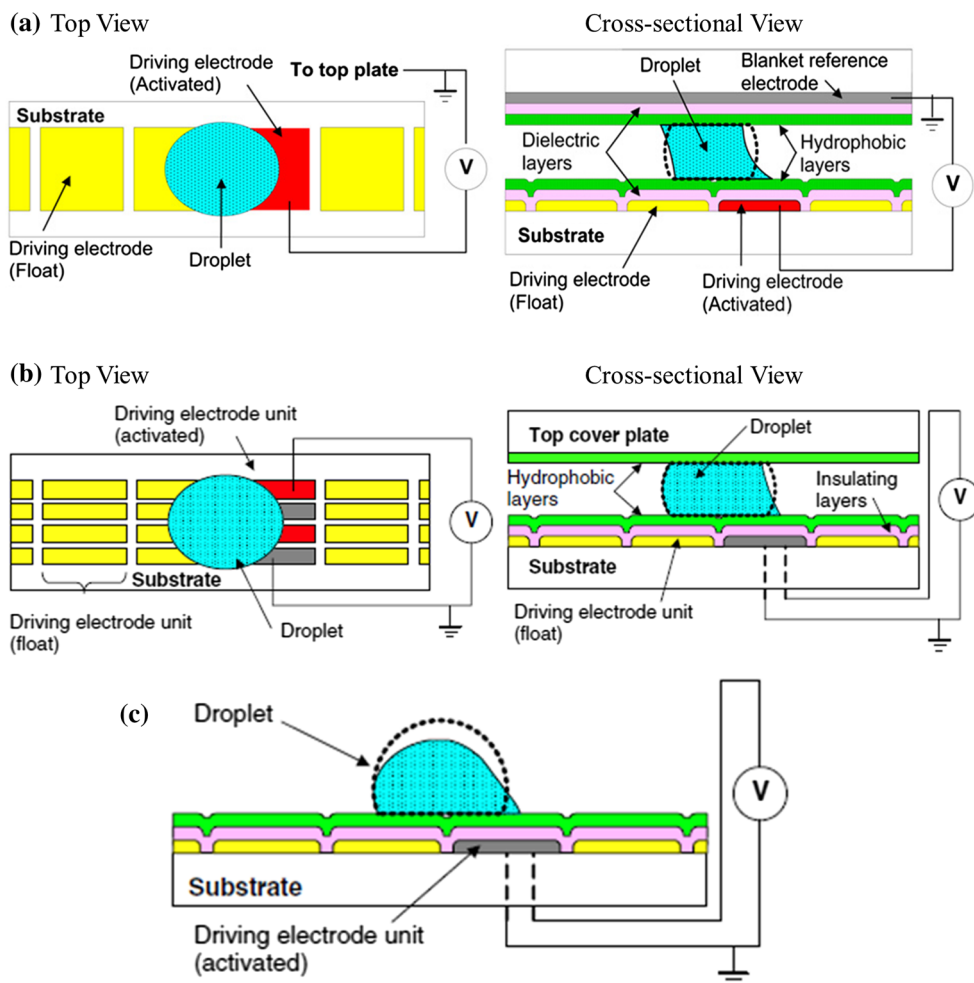 (a) Top View
Cross-sectional View
Driving electrode
(Activated)
To top plate
Substrate
V
Driving electrode
(Float)
Droplet
Droplet
Blanket reference
electrode
Dielectric
layers
Hydrophobic
layers
V
Substrate
Driving electrode
(Float)
Driving electrode
(Activated)
(b) Top View
Cross-sectional View
Driving electrode unit
(activated)
V
Substrate
Driving electrode unit
(float)
Droplet
Top cover plate
Droplet
Hydrophobic
layers
Insulating
layers
V
Substrate
Driving electrode unit
(float)
(c)
Droplet
V
Substrate
Driving electrode unit
(activated)